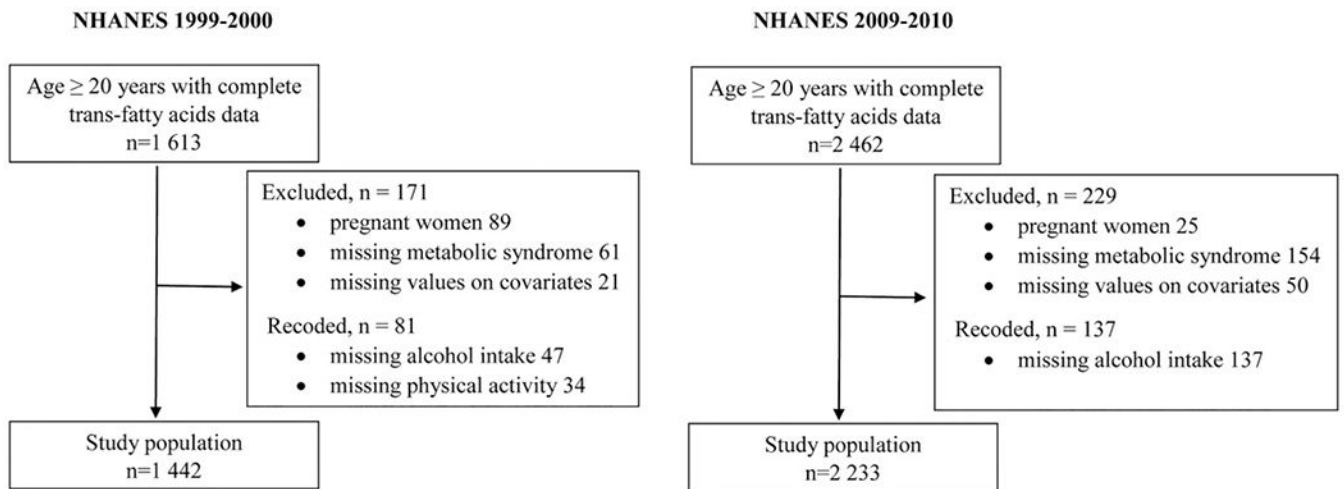 NHANES 1999-2000
Age ≥ 20 years with complete
trans-fatty acids data
n=1 613
Excluded, n = 171
• pregnant women 89
• missing metabolic syndrome 61
• missing values on covariates 21
Recoded, n = 81
• missing alcohol intake 47
• missing physical activity 34
Study population
n=1 442
NHANES 2009-2010
Age ≥ 20 years with complete
trans-fatty acids data
n=2 462
Excluded, n = 229
• pregnant women 25
• missing metabolic syndrome 154
• missing values on covariates 50
Recoded, n = 137
• missing alcohol intake 137
Study population
n=2 233